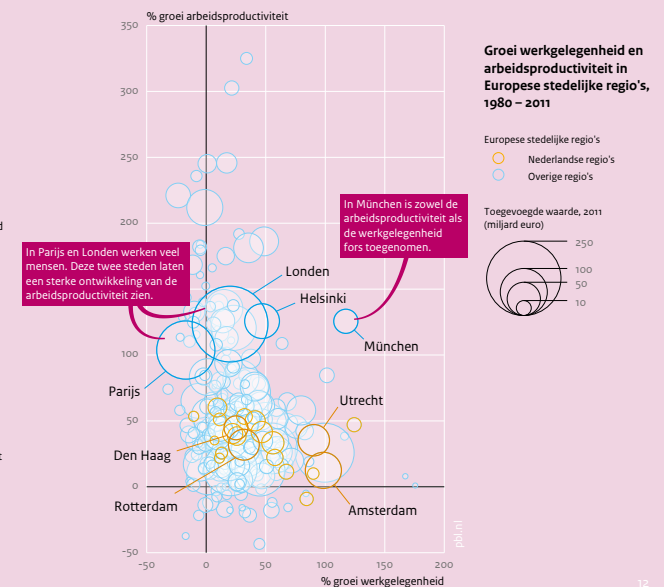 % groei arbeidsproductiviteit
350
300
250
200
100
50
0
-50
-50
0
50
100
150
200
% groei werkgelegenheid
In Parijs en Londen werken veel
mensen. Deze twee steden laten
een sterke ontwikkeling van de
arbeidsproductiviteit zien.
In München is zowel de
arbeidsproductiviteit als
de werkgelegenheid
fors toegenomen.
Londen
Helsinki
München
Parijs
Utrecht
Den Haag
Rotterdam
Amsterdam
pbl.nl
Groei werkgelegenheid en
arbeidsproductiviteit in
Europese stedelijke regio's,
1980 – 2011
Europese stedelijke regio's
Nederlandse regio's
Overige regio's
Toegevoegde waarde, 2011
(miljard euro)
250
100
50
10
d
t
12